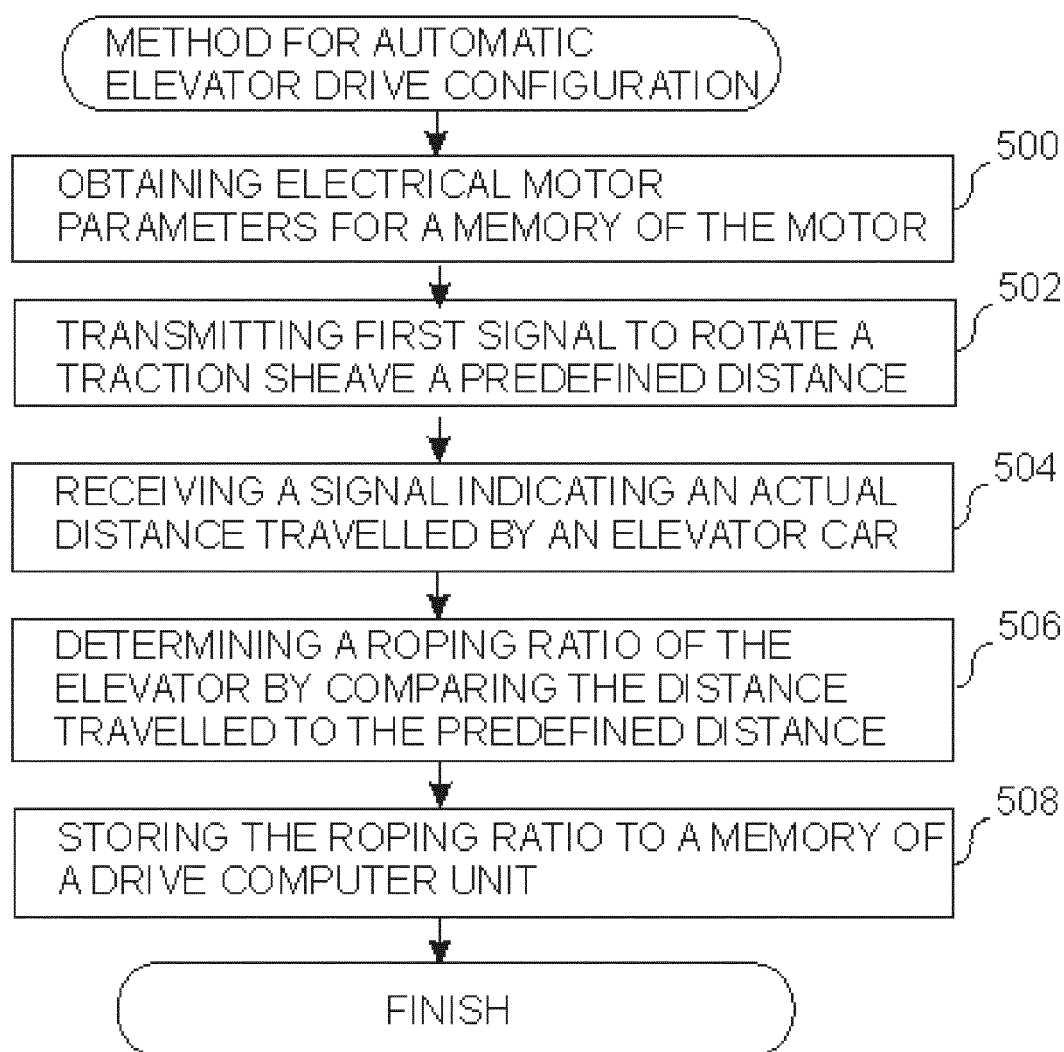 METHOD FOR AUTOMATIC
ELEVATOR DRIVE CONFIGURATION
500
OBTAINING ELECTRICAL MOTOR
PARAMETERS FOR A MEMORY OF THE MOTOR
502
TRANSMITTING FIRST SIGNAL TO ROTATE A
TRACTION SHEAVE A PREDEFINED DISTANCE
504
RECEIVING A SIGNAL INDICATING AN ACTUAL
DISTANCE TRAVELLED BY AN ELEVATOR CAR
506
DETERMINING A ROPING RATIO OF THE
ELEVATOR BY COMPARING THE DISTANCE
TRAVELLED TO THE PREDEFINED DISTANCE
508
STORING THE ROPING RATIO TO A MEMORY OF
A DRIVE COMPUTER UNIT
FINISH